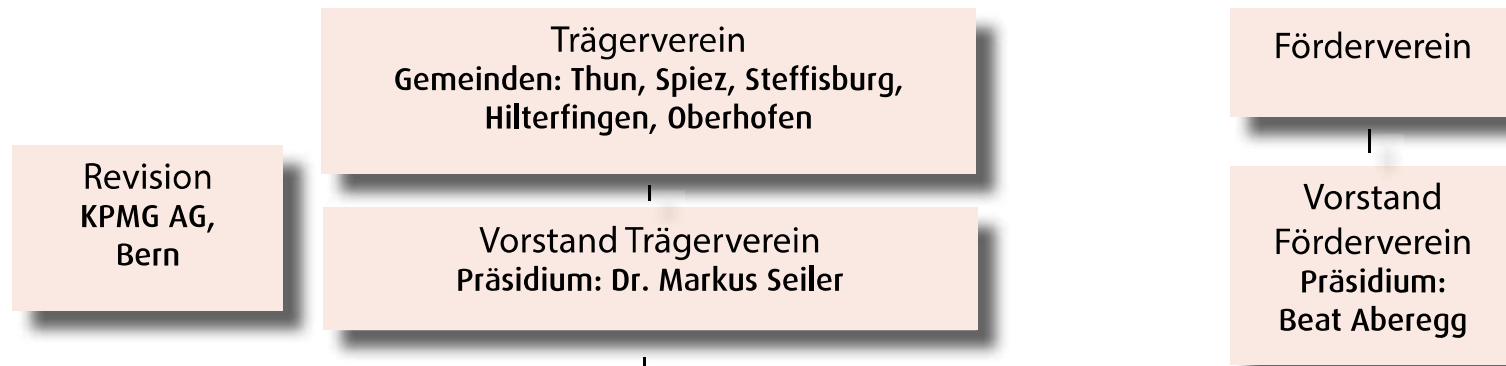 Trägerverein
Gemeinden: Thun, Spiez, Steffisburg,
Hilterfingen, Oberhofen
Förderverein
Revision
KPMG AG,
Bern
Vorstand Trägerverein
Präsidium: Dr. Markus Seiler
Vorstand
Förderverein
Präsidium:
Beat Aberegg